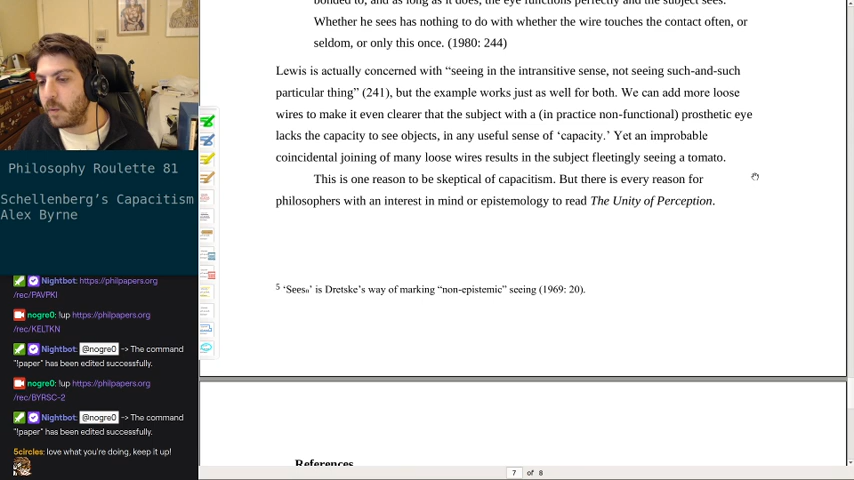 bonded to, and as long as it does, the eye functions perfectly and the subject sees.
Whether he sees has nothing to do with whether the wire touches the contact often, or
seldom, or only this once. (1980: 244)
Lewis is actually concerned with “seeing in the intransitive sense, not seeing such-and-such
particular thing” (241), but the example works just as well for both. We can add more loose
wires to make it even clearer that the subject with a (in practice non-functional) prosthetic eye
lacks the capacity to see objects, in any useful sense of ‘capacity.’ Yet an improbable
coincidental joining of many loose wires results in the subject fleetingly seeing a tomato.
This is one reason to be skeptical of capacitism. But there is every reason for
philosophers with an interest in mind or epistemology to read The Unity of Perception.
5 ‘Seesₙ’ is Dretske’s way of marking “non-epistemic” seeing (1969: 20).
References
7 of 8
Philosophy Roulette 81
Schellenberg’s Capacitism
Alex Byrne
Nightbot: https://philpapers.org
/rec/PAVPKI
nogre0: !up https://philpapers.org
/rec/KELTKN
Nightbot: @nogre0 -> The command
"!paper" has been edited successfully.
nogre0: !up https://philpapers.org
/rec/BYRSC-2
Nightbot: @nogre0 -> The command
"!paper" has been edited successfully.
5circles: love what you're doing, keep it up!